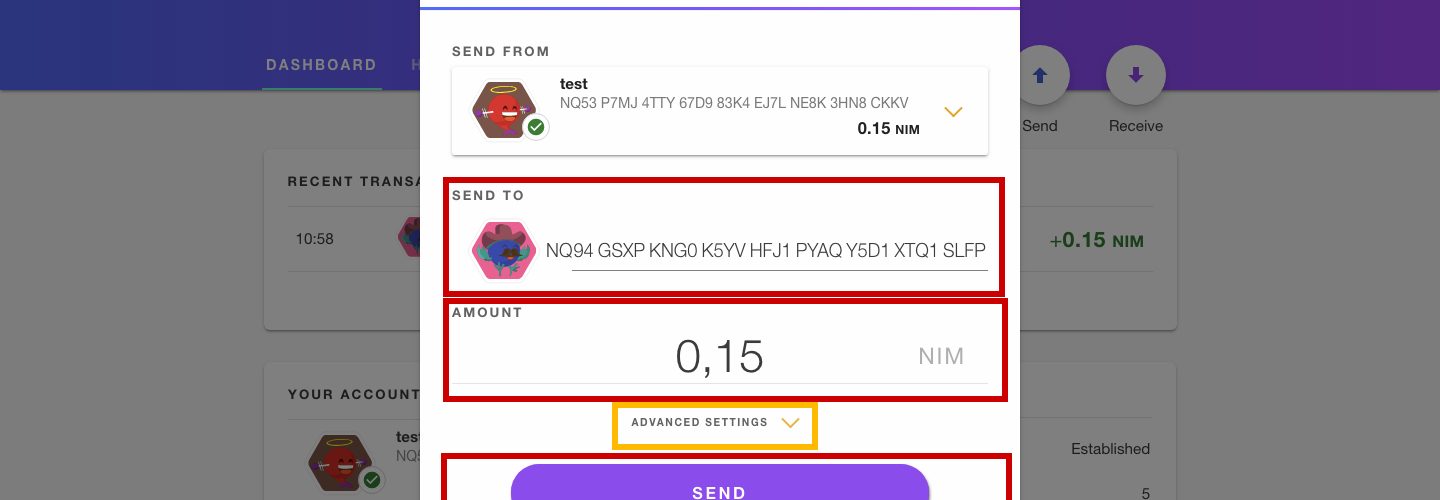 DASHBOARD
Send
Receive
SEND FROM
test
NQ53 P7MJ 4TTY 67D9 83K4 EJ7L NE8K 3HN8 CKKV
0.15 NIM
RECENT TRANSA
10:58
+0.15 NIM
SEND TO
NQ94 GSXP KNG0 K5YV HFJ1 PYAQ Y5D1 XTQ1 SLFP
AMOUNT
0,15 NIM
ADVANCED SETTINGS
SEND
YOUR ACCOUNT
test
NQ5
Established
5